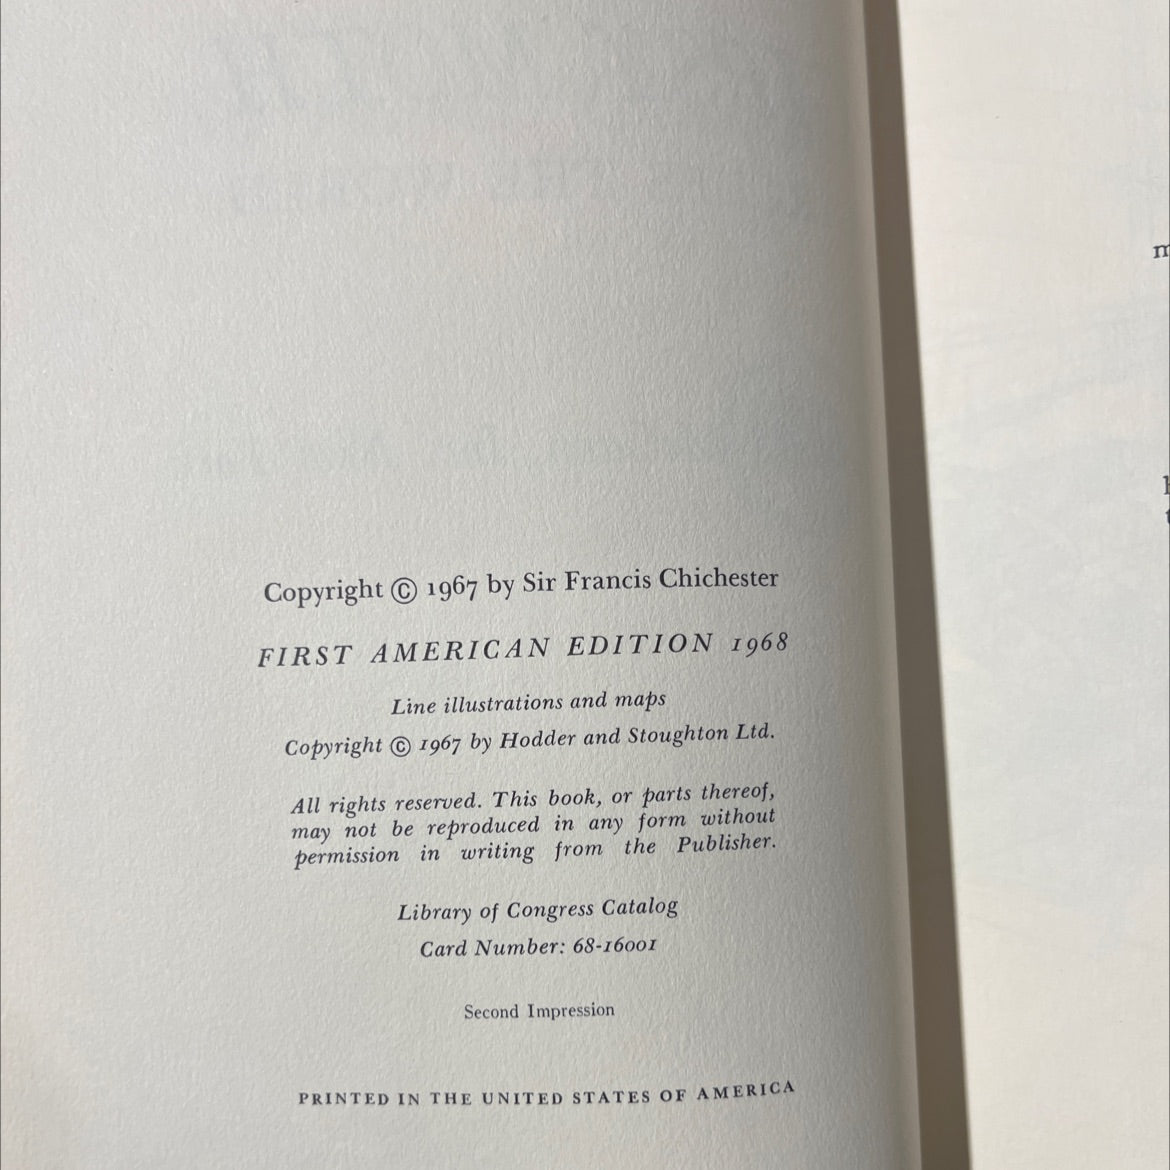 Copyright © 1967 by Sir Francis Chichester
FIRST AMERICAN EDITION 1968
Line illustrations and maps
Copyright © 1967 by Hodder and Stoughton Ltd.
All rights reserved. This book, or parts thereof,
may not be reproduced in any form without
permission in writing from the Publisher.
Library of Congress Catalog
Card Number: 68-16001
Second Impression
PRINTED IN THE UNITED STATES OF AMERICA